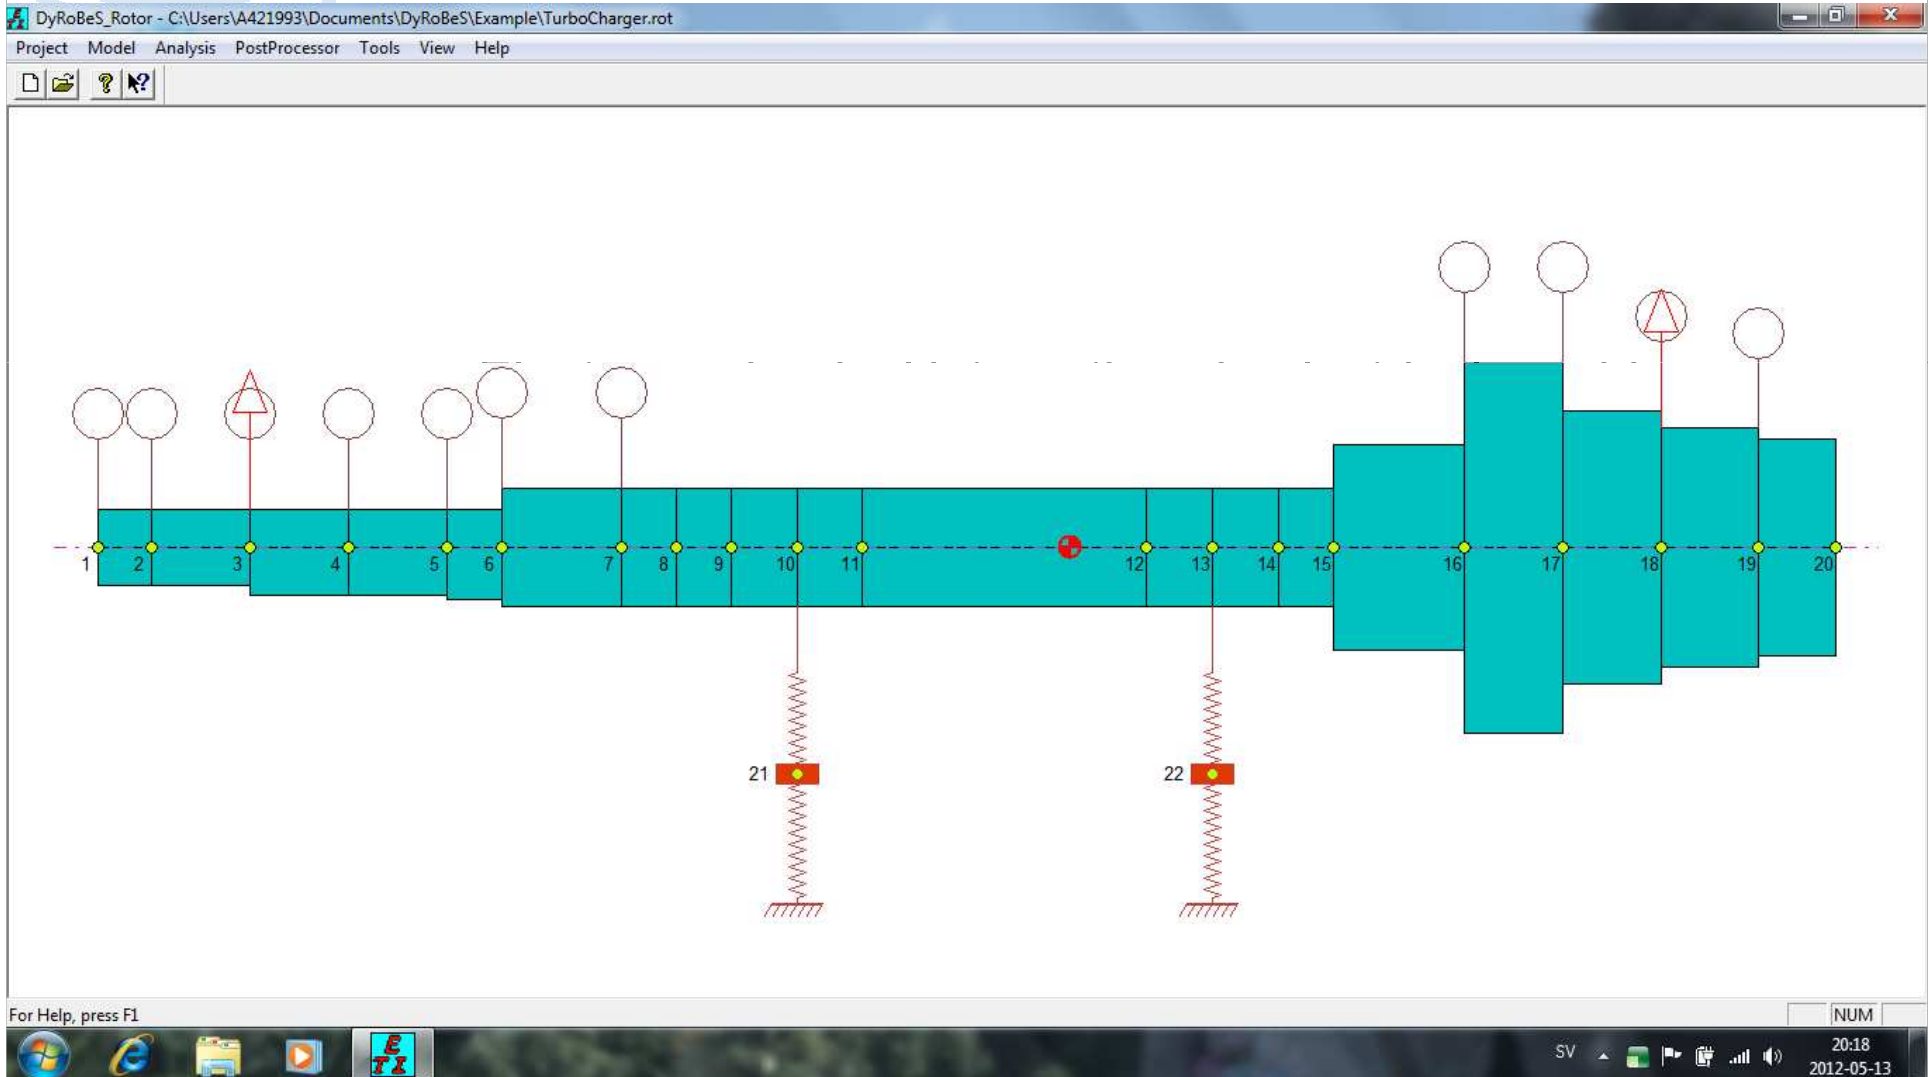 DyRoBeS_Rotor - C:\Users\A421993\Documents\DyRoBeS\Example\TurboCharger.rot
Project Model Analysis PostProcessor Tools View Help
1 2 3 4 5 6 7 8 9 10 11 12 13 14 15 16 17 18 19 20
21 22
For Help, press F1
NUM
E
TI
SV
20:18
2012-05-13